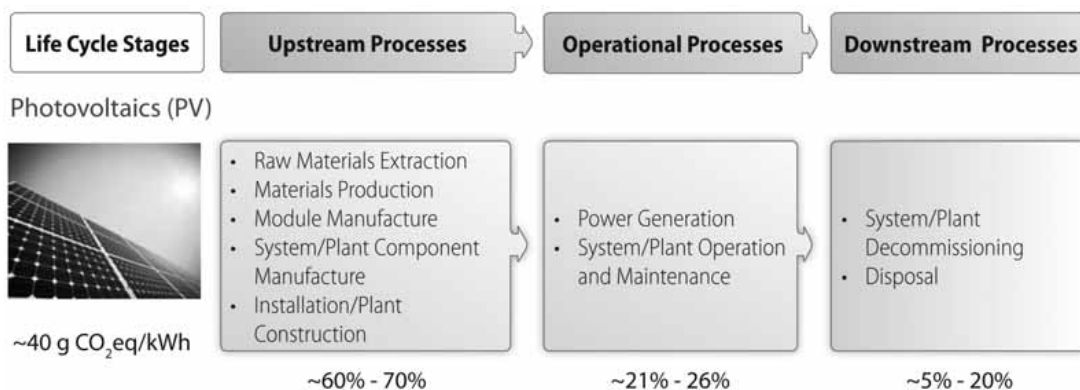 Life Cycle Stages
Upstream Processes
Operational Processes
Downstream Processes
Photovoltaics (PV)
~40 g CO₂eq/kWh
• Raw Materials Extraction
• Materials Production
• Module Manufacture
• System/Plant Component
Manufacture
• Installation/Plant
Construction
~60% - 70%
• Power Generation
• System/Plant Operation
and Maintenance
~21% - 26%
• System/Plant
Decommissioning
• Disposal
~5% - 20%